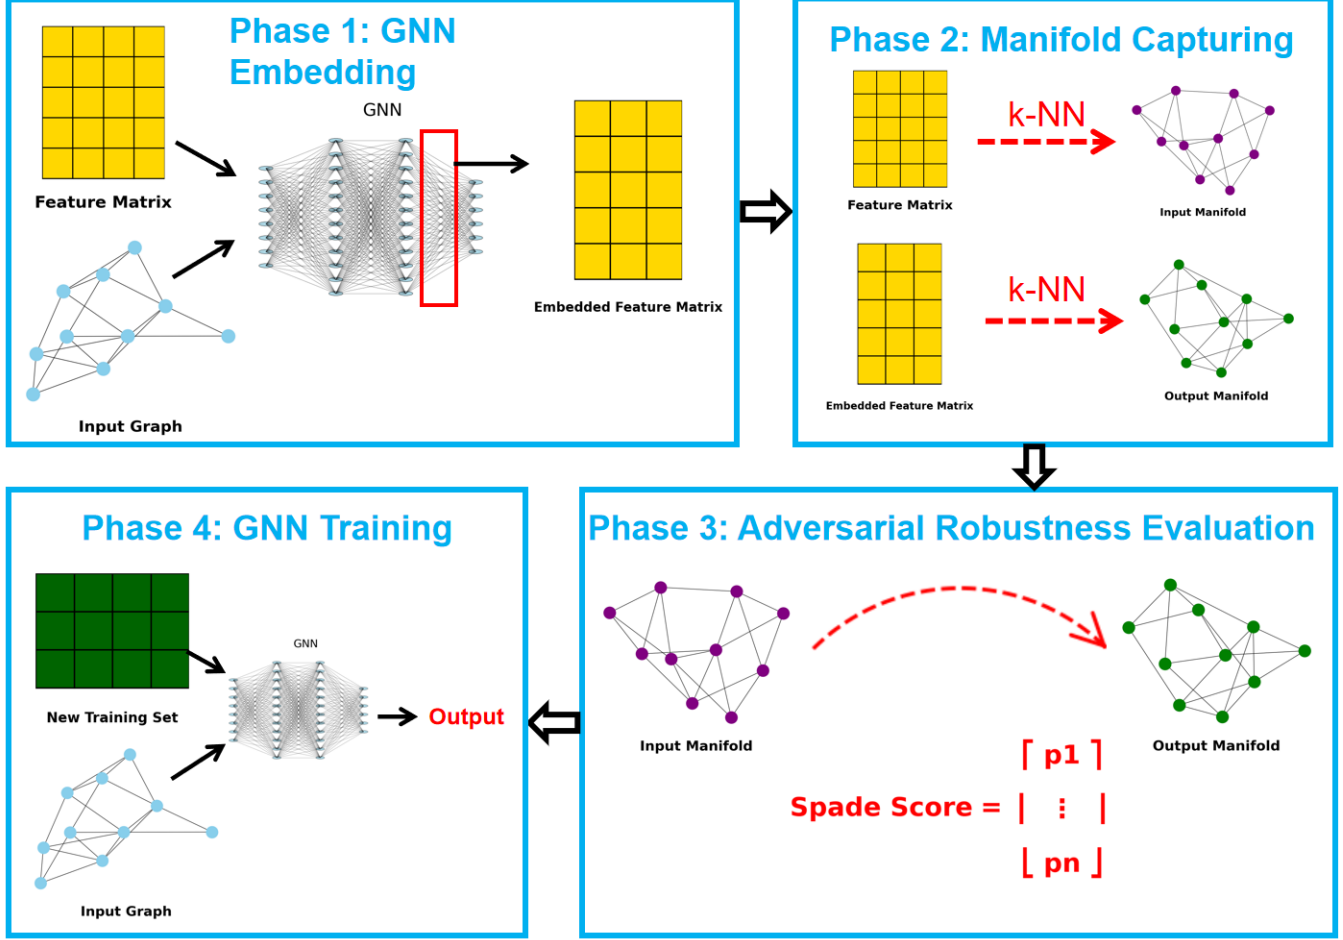 Phase 1: GNN
Embedding
GNN
Feature Matrix
Embedded Feature Matrix
Input Graph
Phase 2: Manifold Capturing
k-NN
Feature Matrix
Input Manifold
k-NN
Embedded Feature Matrix
Output Manifold
Phase 3: Adversarial Robustness Evaluation
Input Manifold
Output Manifold
Spade Score = ⎡ p1 ⎤
⎢ ⋮ ⎥
⎣ pn ⎦
Phase 4: GNN Training
GNN
New Training Set
Output
Input Graph